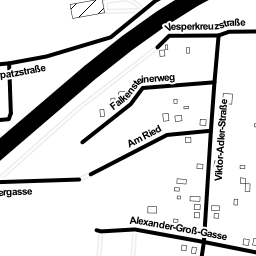 Vesperkreuzstraße
patzstraße
Falkensteinerweg
Am Ried
Viktor-Adler-Straße
ergasse
Alexander-Groß-Gasse